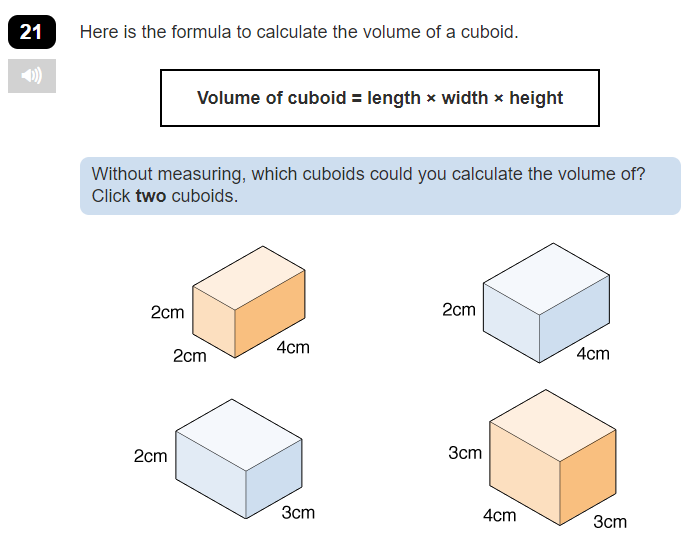 21
Here is the formula to calculate the volume of a cuboid.
Volume of cuboid = length × width × height
Without measuring, which cuboids could you calculate the volume of?
Click two cuboids.
2cm
2cm
4cm
2cm
4cm
2cm
3cm
3cm
4cm
3cm